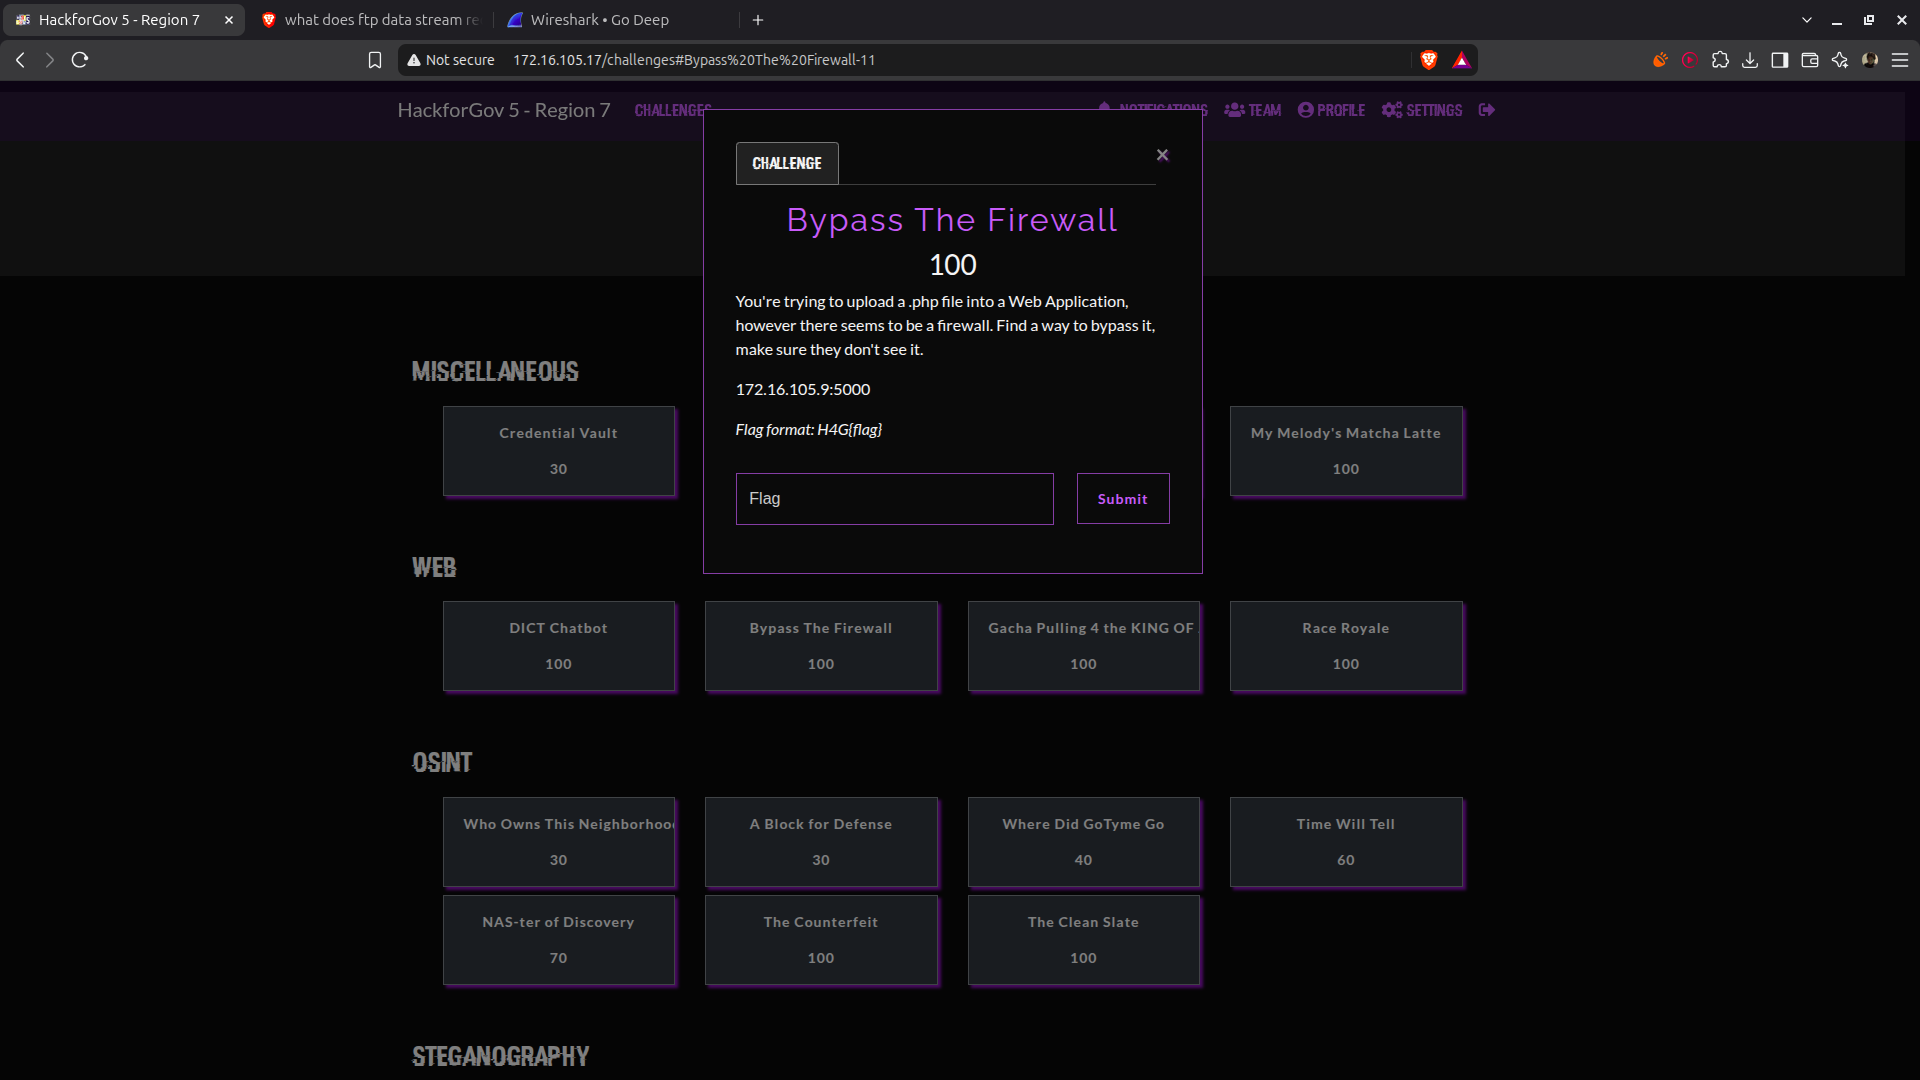 HackforGov 5 - Region 7
what does ftp data stream re
Wireshark • Go Deep
Not secure
172.16.105.17/challenges#Bypass%20The%20Firewall-11
HackforGov 5 - Region 7
CHALLENGES
NOTIFICATIONS
TEAM
PROFILE
SETTINGS
CHALLENGE
Bypass The Firewall
100
You're trying to upload a .php file into a Web Application,
however there seems to be a firewall. Find a way to bypass it,
make sure they don't see it.
172.16.105.9:5000
Flag format: H4G{flag}
Flag
Submit
MISCELLANEOUS
Credential Vault
30
My Melody's Matcha Latte
100
WEB
DICT Chatbot
100
Bypass The Firewall
100
Gacha Pulling 4 the KING OF
100
Race Royale
100
OSINT
Who Owns This Neighborhoo
30
A Block for Defense
30
Where Did GoTyme Go
40
Time Will Tell
60
NAS-ter of Discovery
70
The Counterfeit
100
The Clean Slate
100
STEGANOGRAPHY